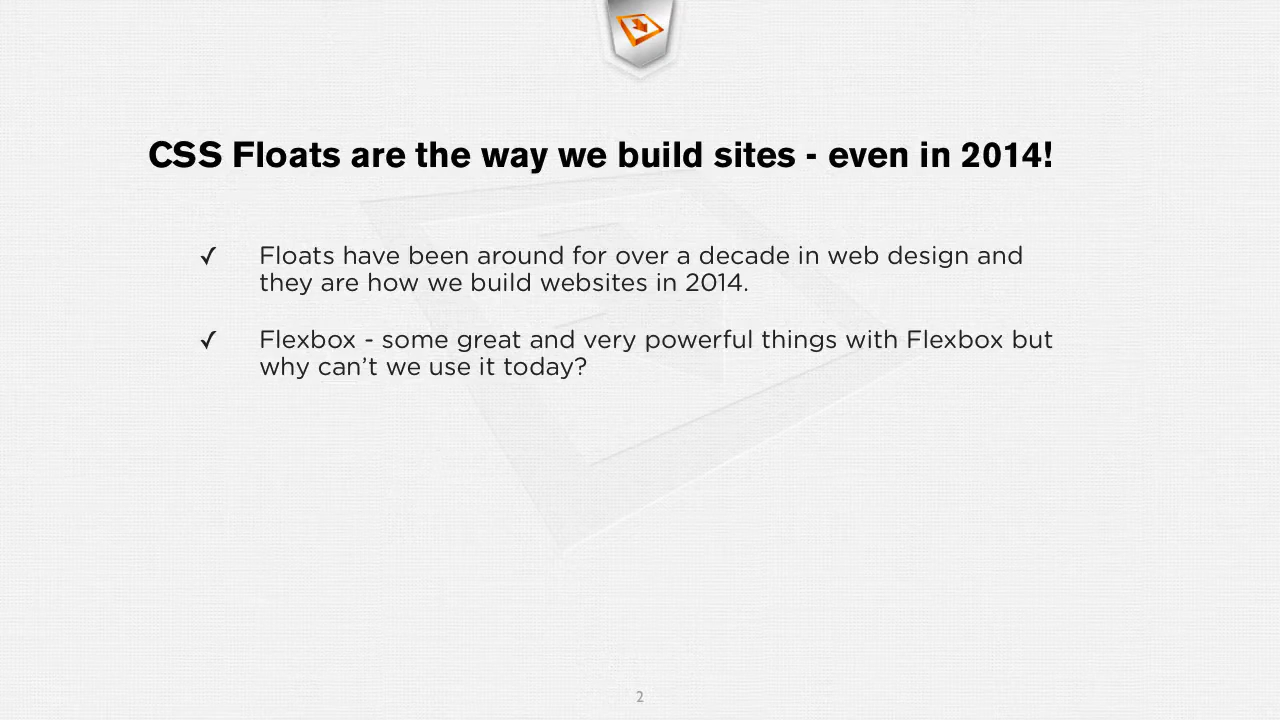 CSS Floats are the way we build sites - even in 2014!
✓ Floats have been around for over a decade in web design and
they are how we build websites in 2014.
✓ Flexbox - some great and very powerful things with Flexbox but
why can’t we use it today?
2